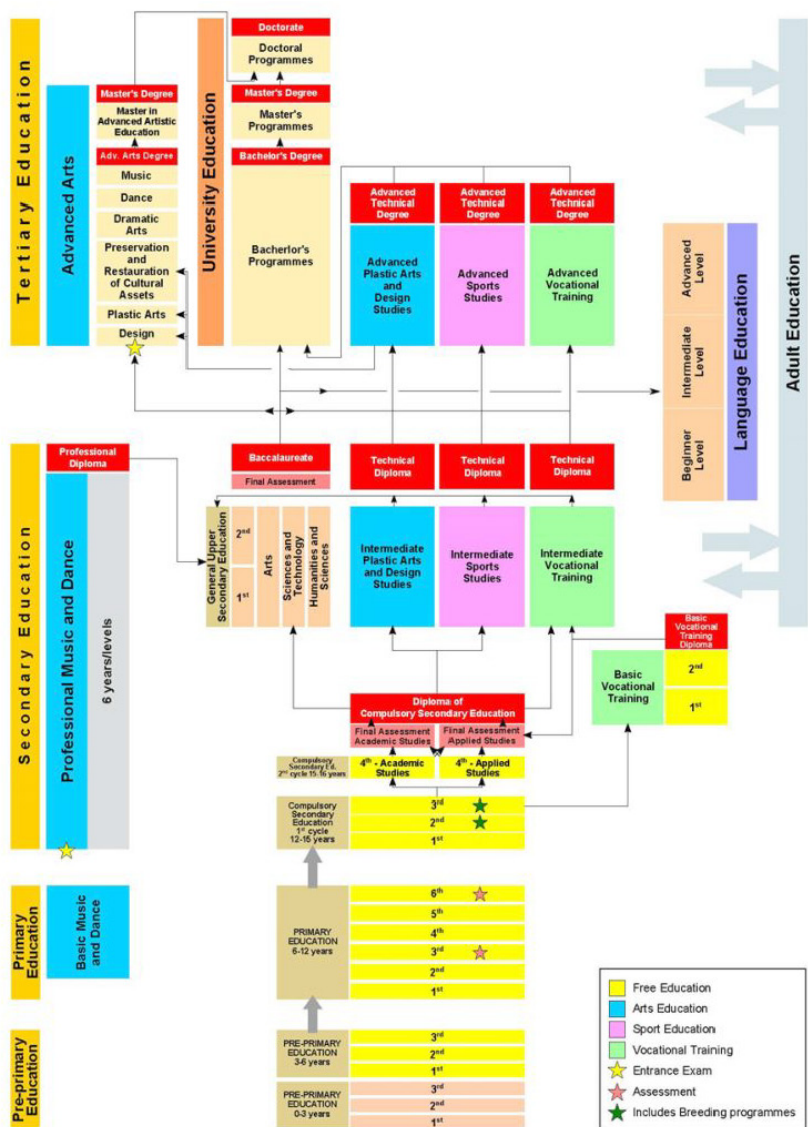 Tertiary Education
Advanced Arts
Master's Degree
Master in
Advanced Artistic
Education
Adv. Arts Degree
Music
Dance
Dramatic
Arts
Preservation and
Restauration
of Cultural
Assets
Plastic Arts
Design
University Education
Doctorate
Doctoral
Programmes
Master's Degree
Master's
Programmes
Bachelor's Degree
Bacherlor's
Programmes
Advanced
Technical
Degree
Advanced
Plastic Arts
and
Design
Studies
Advanced
Technical
Degree
Advanced
Sports
Studies
Advanced
Technical
Degree
Advanced
Vocational
Training
Advanced
Level
Intermediate
Level
Beginner
Level
Language Education
Adult Education
Secondary Education
Professional
Diploma
Professional Music and Dance
6 years/levels
Baccalaureate
Final Assessment
General Upper
Secondary Education
2nd
1st
Arts
Sciences and
Technology
Humanities and
Sciences
Technical
Diploma
Intermediate
Plastic Arts
and Design
Studies
Technical
Diploma
Intermediate
Sports
Studies
Technical
Diploma
Intermediate
Vocational
Training
Basic
Vocational
Training
Diploma
Basic
Vocational
Training
2nd
1st
Diploma of
Compulsory Secondary Education
Final Assessment
Academic Studies
Final Assessment
Applied Studies
Compulsory
Secondary Ed.
2nd cycle 15-16 years
4th - Academic
Studies
4th - Applied
Studies
Compulsory
Secondary
Education
1st cycle
12-15 years
3rd
2nd
1st
Primary
Education
Basic Music
and Dance
PRIMARY
EDUCATION
6-12 years
6th
5th
4th
3rd
2nd
1st
Pre-primary
Education
PRE-PRIMARY
EDUCATION
3-6 years
3rd
2nd
1st
PRE-PRIMARY
EDUCATION
0-3 years
3rd
2nd
1st
Free Education
Arts Education
Sport Education
Vocational Training
Entrance Exam
Assessment
Includes Breeding programmes